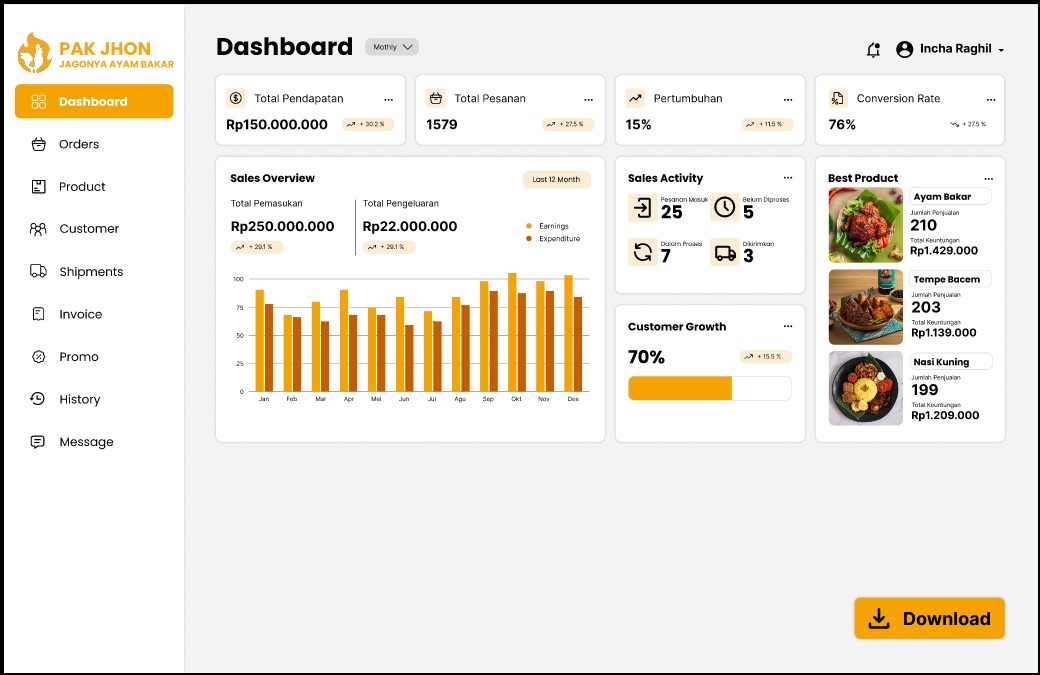 PAK JHON
JAGONYA AYAM BAKAR
Dashboard
Orders
Product
Customer
Shipments
Invoice
Promo
History
Message
Dashboard
Mothly
Incha Raghil
Total Pendapatan
Rp150.000.000
+ 30.2 %
Total Pesanan
1579
+ 27.5 %
Pertumbuhan
15%
+ 11.5 %
Conversion Rate
76%
+ 27.5 %
Sales Overview
Last 12 Month
Total Pemasukan
Rp250.000.000
+ 29.1 %
Total Pengeluaran
Rp22.000.000
+ 29.1 %
Earnings
Expenditure
100
75
50
25
0
Jan Feb Mar Apr Mei Jun Jul Agu Sep Okt Nov Des
Sales Activity
Pesanan Masuk
25
Belum Diproses
5
Dalam Proses
7
Dikirimkan
3
Customer Growth
70%
+ 15.5 %
Best Product
Ayam Bakar
Jumlah Penjualan
210
Total Keuntungan
Rp1.429.000
Tempe Bacem
Jumlah Penjualan
203
Total Keuntungan
Rp1.139.000
Nasi Kuning
Jumlah Penjualan
199
Total Keuntungan
Rp1.209.000
Download